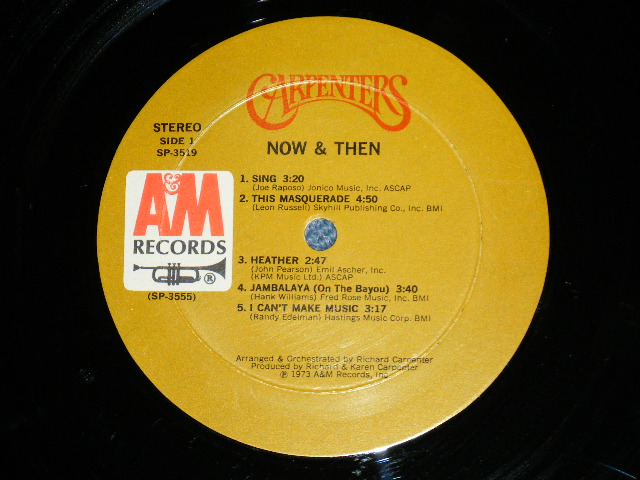 CARPENTERS
NOW & THEN
STEREO
SIDE 1
SP-3519
A&M
RECORDS
®
(SP-3555)
1. SING 3:20
(Joe Raposo) Jonico Music, Inc. ASCAP
2. THIS MASQUERADE 4:50
(Leon Russell) Skyhill Publishing Co., Inc. BMI
3. HEATHER 2:47
(John Pearson) Emil Ascher, Inc.
(KPM Music Ltd.) ASCAP
4. JAMBALAYA (On The Bayou) 3:40
(Hank Williams) Fred Rose Music, Inc. BMI
5. I CAN'T MAKE MUSIC 3:17
(Randy Edelman) Hastings Music Corp. BMI
Arranged & Orchestrated by Richard Carpenter
Produced by Richard & Karen Carpenter
℗ 1973 A&M Records, Inc.